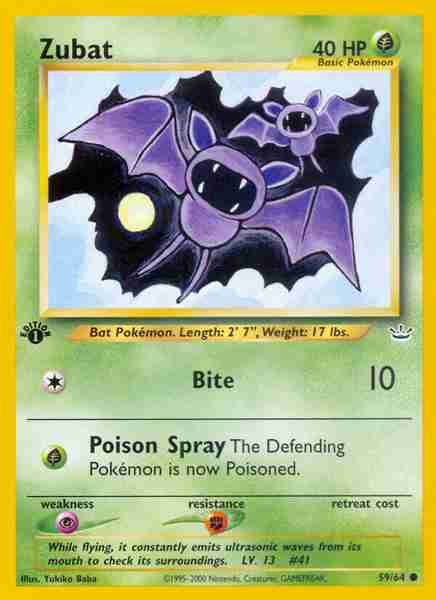 Zubat
40 HP
Basic Pokémon
Bat Pokémon. Length: 2' 7", Weight: 17 lbs.
EDITION
1
Bite 10
Poison Spray The Defending
Pokémon is now Poisoned.
weakness resistance retreat cost
While flying, it constantly emits ultrasonic waves from its
mouth to check its surroundings. LV. 13 #41
Illus. Yukiko Baba ©1995-2000 Nintendo, Creatures, GAMEFREAK. 59/64